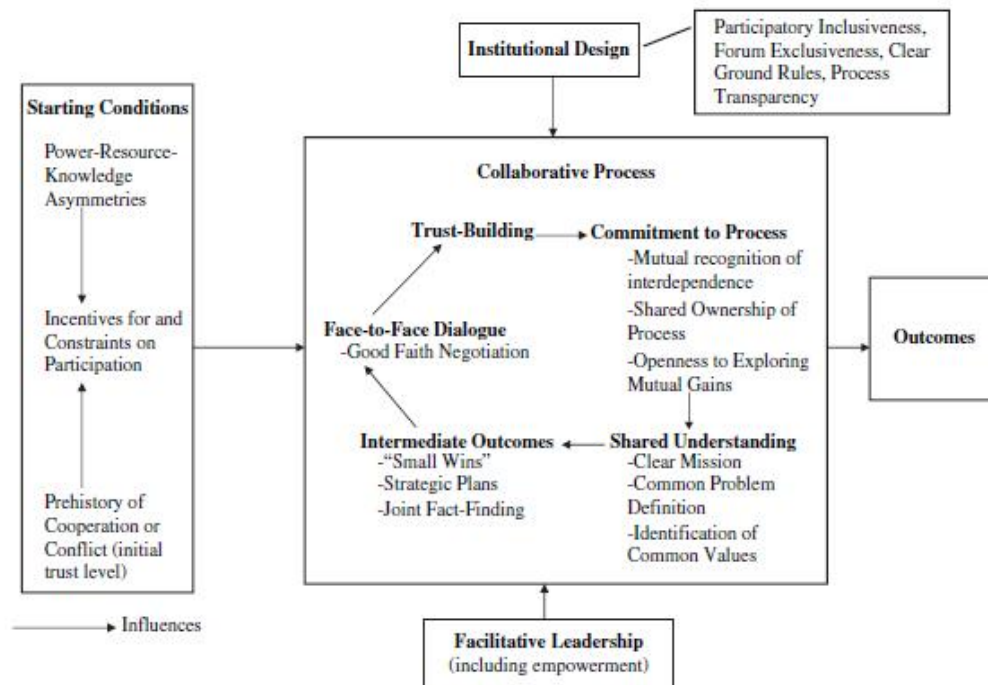 Institutional Design
Participatory Inclusiveness,
Forum Exclusiveness, Clear
Ground Rules, Process
Transparency
Starting Conditions
Power-Resource-
Knowledge
Asymmetries
Incentives for and
Constraints on
Participation
Prehistory of
Cooperation or
Conflict (initial
trust level)
Collaborative Process
Trust-Building
Commitment to Process
-Mutual recognition of
interdependence
-Shared Ownership of
Process
-Openness to Exploring
Mutual Gains
Face-to-Face Dialogue
-Good Faith Negotiation
Intermediate Outcomes
-“Small Wins”
-Strategic Plans
-Joint Fact-Finding
Shared Understanding
-Clear Mission
-Common Problem
Definition
-Identification of
Common Values
Outcomes
Influences
Facilitative Leadership
(including empowerment)